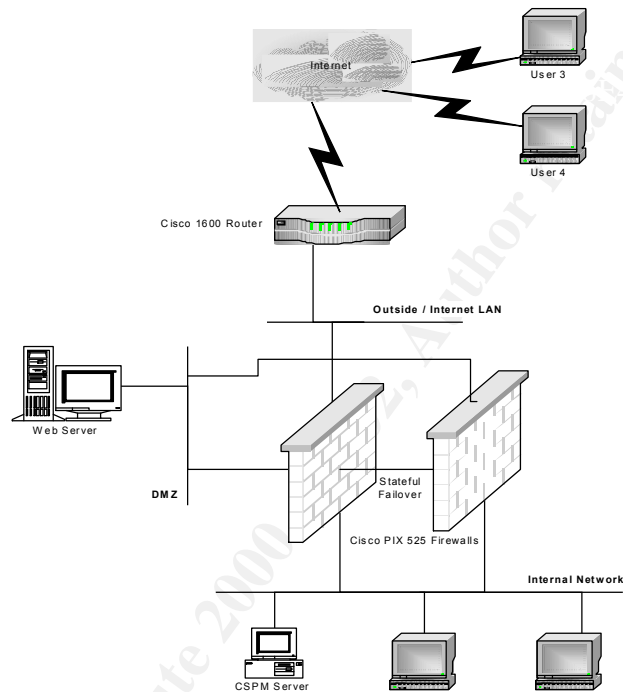 Internet
User 3
User 4
Cisco 1600 Router
Outside / Internet LAN
Web Server
DMZ
Stateful
Failover
Cisco PIX 525 Firewalls
Internal Network
CSPM Server